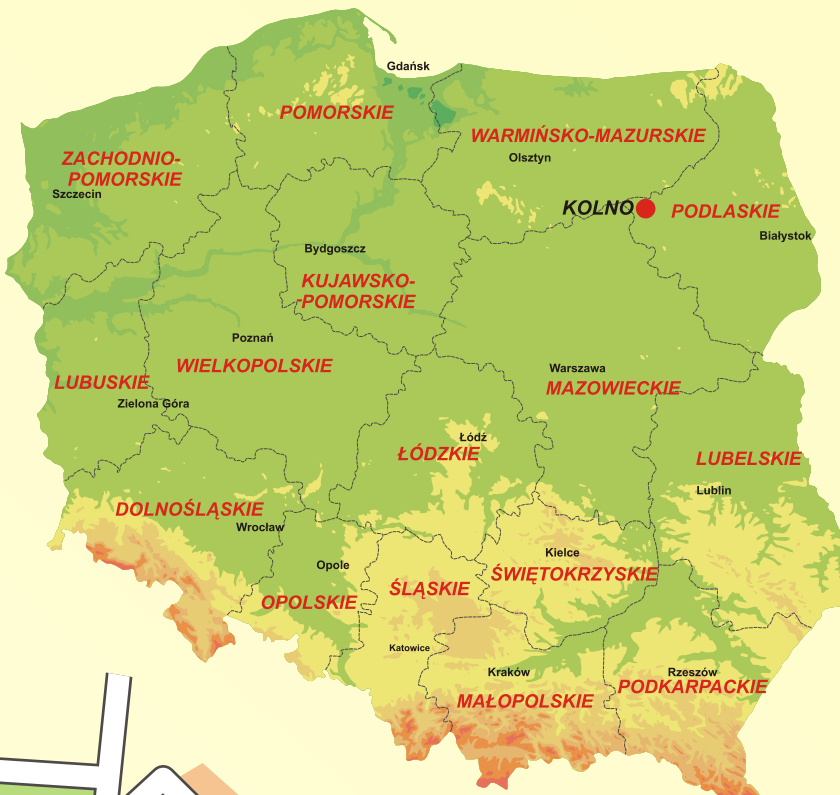 Gdańsk
POMORSKIE
WARMIŃSKO-MAZURSKIE
Olsztyn
ZACHODNIO-
POMORSKIE
Szczecin
KOLNO
PODLASKIE
Białystok
Bydgoszcz
KUJAWSKO-
-POMORSKIE
Poznań
WIELKOPOLSKIE
LUBUSKIE
Zielona Góra
Warszawa
MAZOWIECKIE
Łódź
ŁÓDZKIE
LUBELSKIE
Lublin
DOLNOŚLĄSKIE
Wrocław
Opole
OPOLSKIE
ŚLĄSKIE
Katowice
Kielce
ŚWIĘTOKRZYSKIE
Kraków
MAŁOPOLSKIE
Rzeszów
PODKARPACKIE